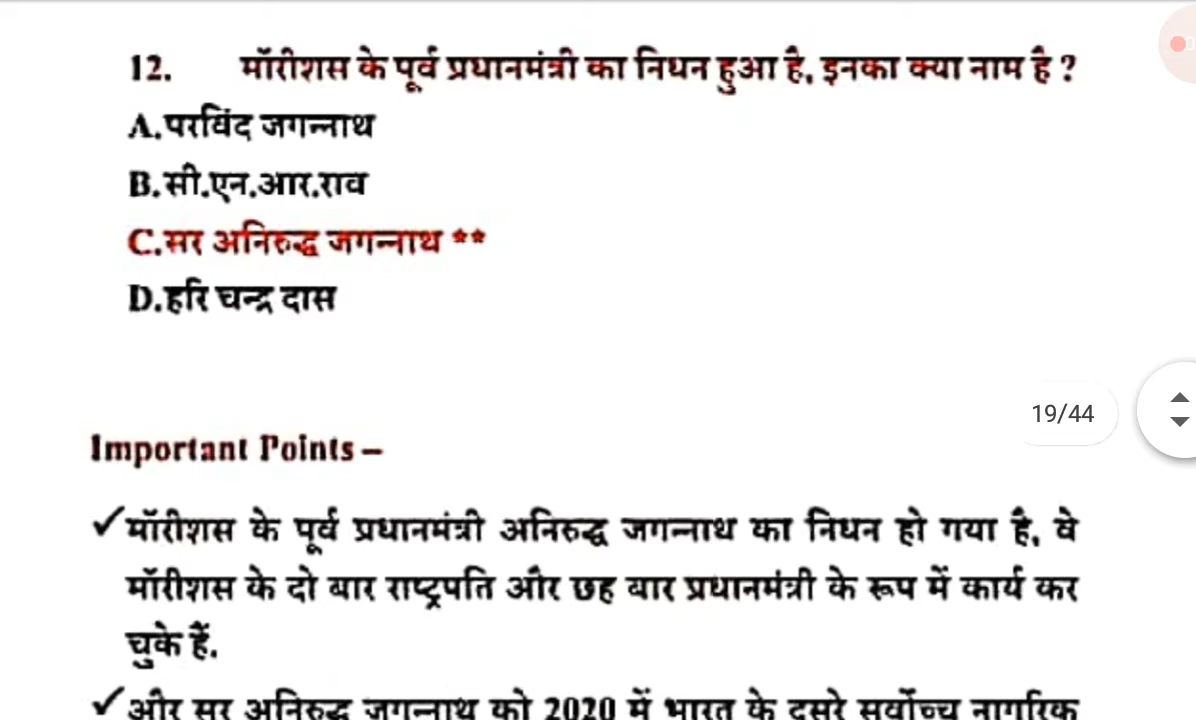 12. मॉरीशस के पूर्व प्रधानमंत्री का निधन हुआ है, इनका क्या नाम है ?
A.परविंद जगन्नाथ
B.सी.एन.आर.राव
C.सर अनिरुद्ध जगन्नाथ **
D.हरि चन्द्र दास
19/44
Important Points –
✓मॉरीशस के पूर्व प्रधानमंत्री अनिरुद्ध जगन्नाथ का निधन हो गया है, वे
मॉरीशस के दो बार राष्ट्रपति और छह बार प्रधानमंत्री के रूप में कार्य कर
चुके हैं.
✓और सर अनिरुद्ध जगन्नाथ को 2020 में भारत के दूसरे सर्वोच्च नागरिक